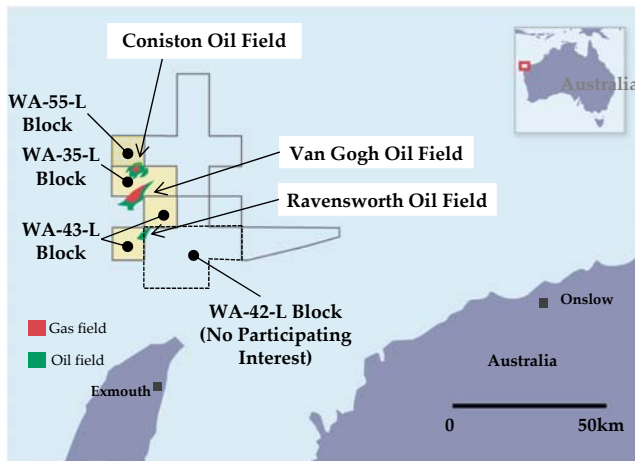 Coniston Oil Field
WA-55-L
Block
WA-35-L
Block
Van Gogh Oil Field
Ravensworth Oil Field
WA-43-L
Block
WA-42-L Block
(No Participating
Interest)
Gas field
Oil field
Exmouth
Onslow
Australia
0
50km
Australia